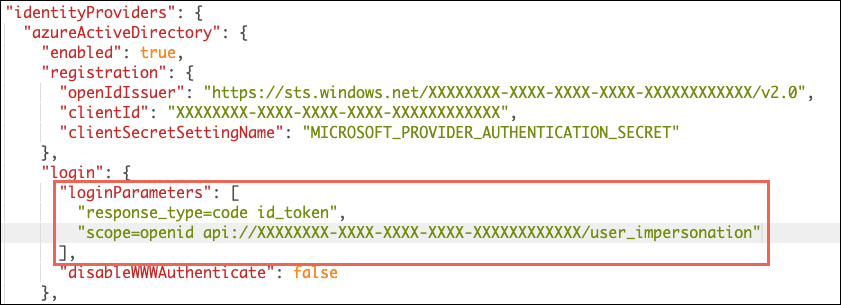 "identityProviders": {
"azureActiveDirectory": {
"enabled": true,
"registration": {
"openIdIssuer": "https://sts.windows.net/XXXXXXXX-XXXX-XXXX-XXXX-XXXXXXXXXXXX/v2.0",
"clientId": "XXXXXXXX-XXXX-XXXX-XXXX-XXXXXXXXXXXX",
"clientSecretSettingName": "MICROSOFT_PROVIDER_AUTHENTICATION_SECRET"
},
"login": {
"loginParameters": [
"response_type=code id_token",
"scope=openid api://XXXXXXXX-XXXX-XXXX-XXXX-XXXXXXXXXXXX/user_impersonation"
],
"disableWWWAuthenticate": false
},